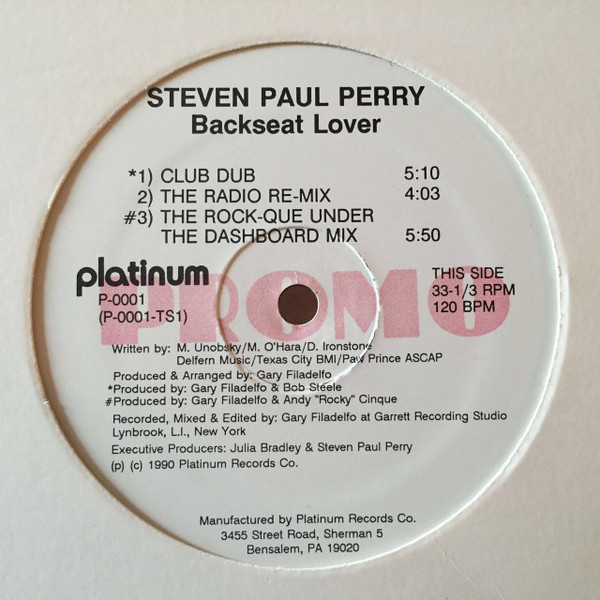 STEVEN PAUL PERRY
Backseat Lover
*1) CLUB DUB 5:10
2) THE RADIO RE-MIX 4:03
#3) THE ROCK-QUE UNDER
THE DASHBOARD MIX 5:50
platinum
P-0001
(P-0001-TS1)
PROMO
THIS SIDE
33-1/3 RPM
120 BPM
Written by: M. Unobsky/M. O'Hara/D. Ironstone
Delfern Music/Texas City BMI/Paw Prince ASCAP
Produced & Arranged by: Gary Filadelfo
*Produced by: Gary Filadelfo & Bob Steele
#Produced by: Gary Filadelfo & Andy "Rocky" Cinque
Recorded, Mixed & Edited by: Gary Filadelfo at Garrett Recording Studio
Lynbrook, L.I., New York
Executive Producers: Julia Bradley & Steven Paul Perry
(p) (c) 1990 Platinum Records Co.
Manufactured by Platinum Records Co.
3455 Street Road, Sherman 5
Bensalem, PA 19020